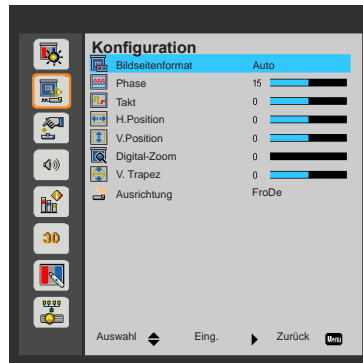 Konfiguration
Bildseitenformat Auto
Phase 15
Takt 0
H.Position 0
V.Position 0
Digital-Zoom 0
V. Trapez 0
Ausrichtung FroDe
3D
Auswahl Eing. Zurück Menu